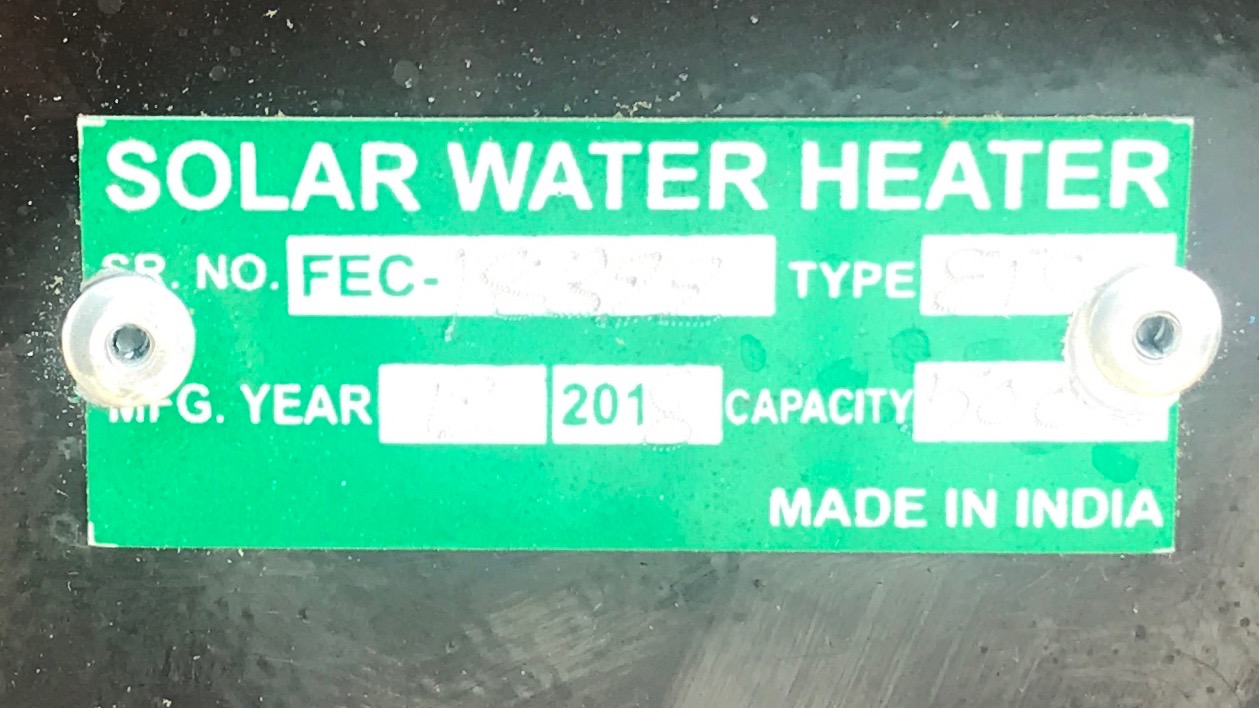 SOLAR WATER HEATER
SR. NO. FEC- TYPE
MFG. YEAR 201 CAPACITY
MADE IN INDIA